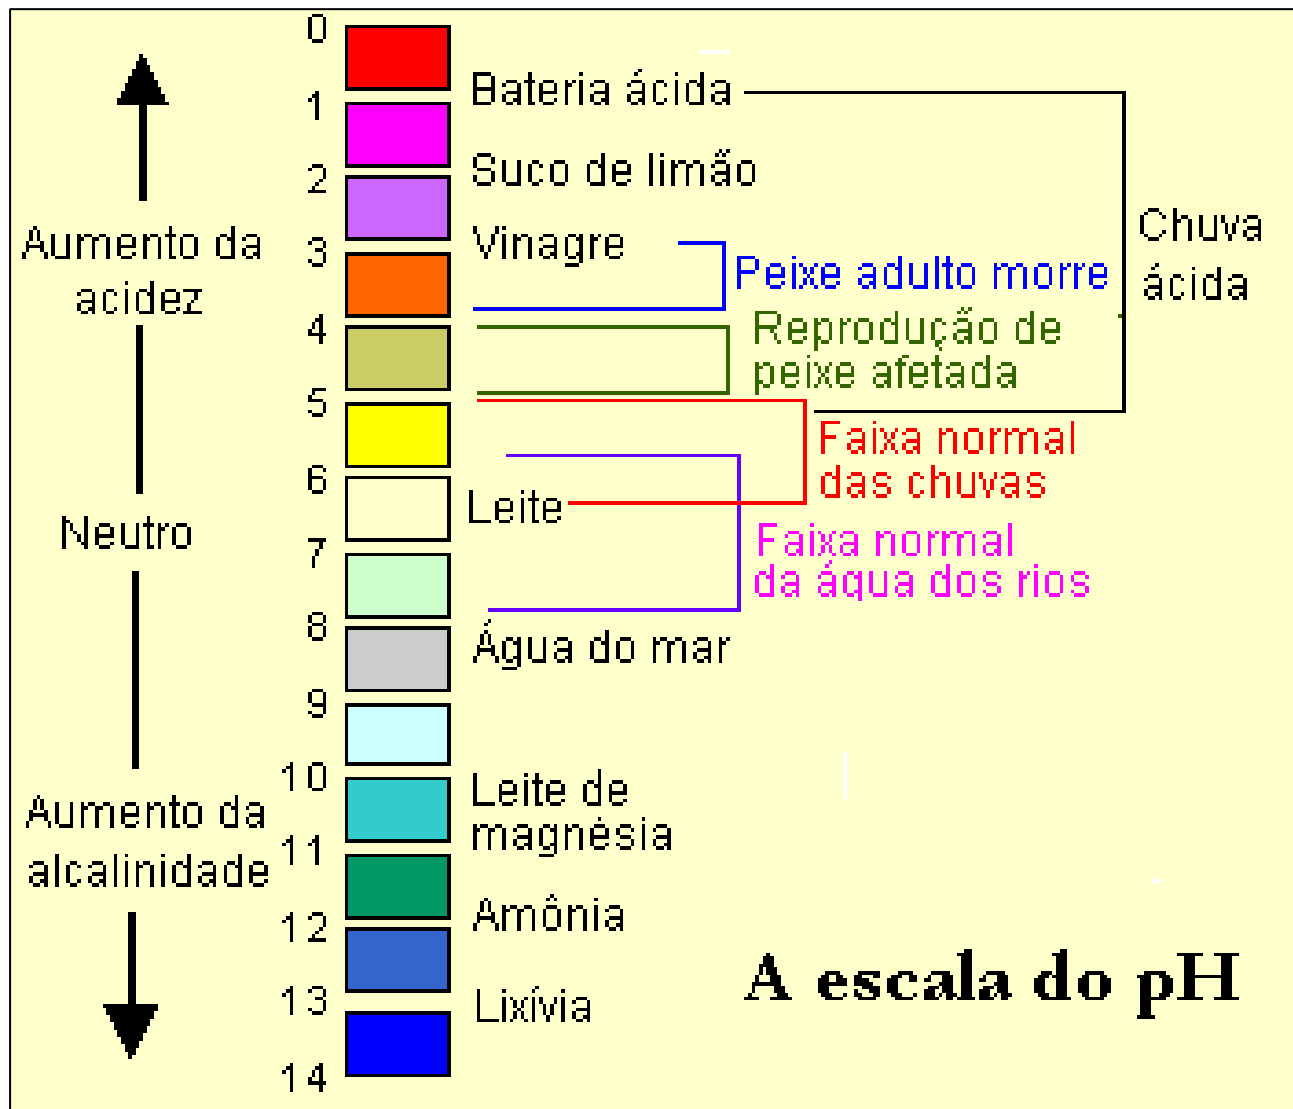 0
Bateria ácida
1
Suco de limão
2
Aumento da
acidez
Vinagre
3
Chuva
ácida
Peixe adulto morre
4
Reprodução de
peixe afetada
5
Faixa normal
das chuvas
6
Leite
Neutro
7
Faixa normal
da água dos rios
8
Água do mar
9
10
Aumento da
alcalinidade
Leite de
magnésia
11
Amônia
12
A escala do pH
13
Lixívia
14